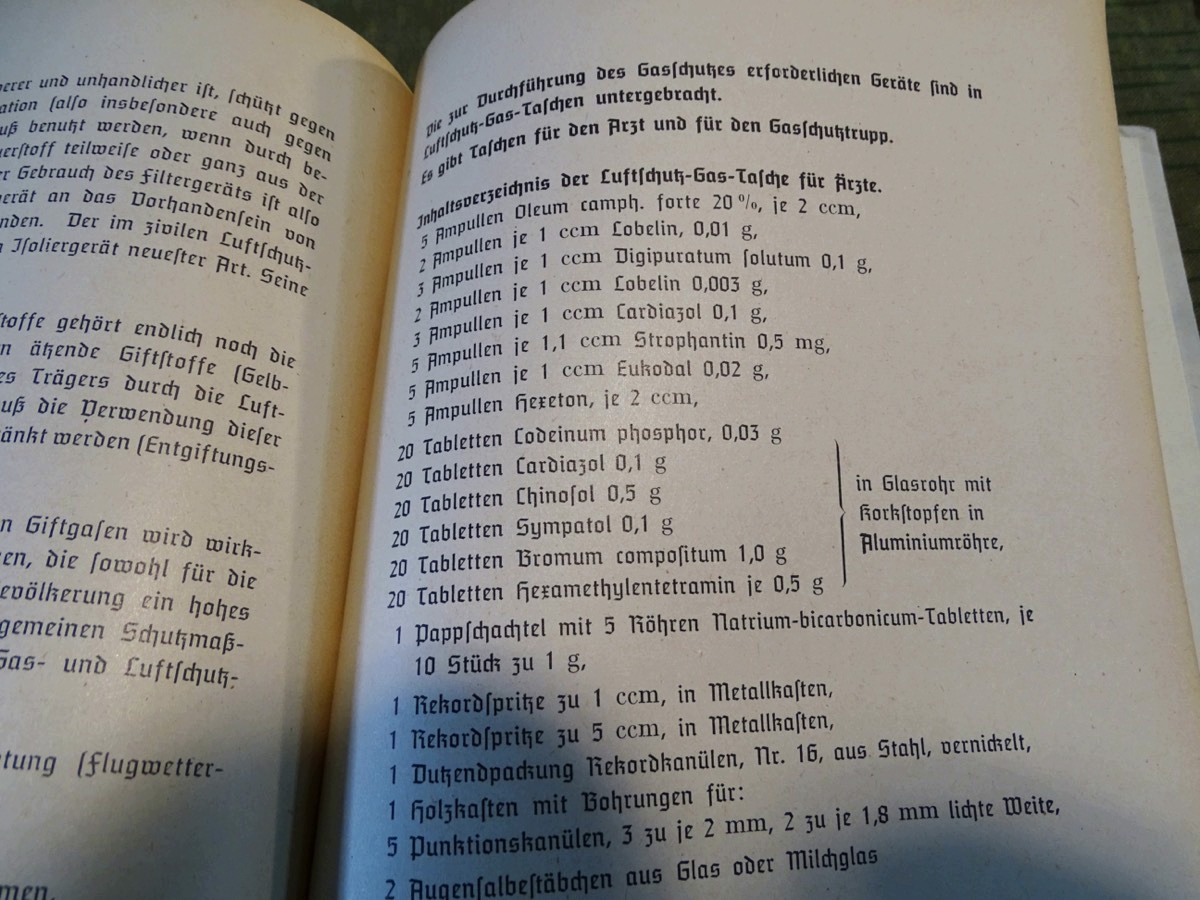 erer und unhandlicher iſt, ſchützt gegen
ation (alſo insbeſondere auch gegen
uß benutzt werden, wenn durch be-
uerſtoff teilweiſe oder ganz aus der
er Gebrauch des Filtergeräts iſt alſo
erät an das Vorhandenſein von
nden. Der im zivilen Luftſchutz-
n Iſoliergerät neueſter Art. Seine
ſtoffe gehört endlich noch die
n ätzende Giftſtoffe (Gelb-
es Trägers durch die Luft-
uß die Verwendung dieſer
änkt werden (Entgiftungs-
n Giftgaſen wird wirk-
en, die ſowohl für die
evölkerung ein hohes
gemeinen Schutzmaß-
Gas- und Luftſchutz-
tung (Flugwetter-
men.
Die zur Durchführung des Gasſchutzes erforderlichen Geräte ſind in
Luftſchutz-Gas-Taſchen untergebracht.
Es gibt Taſchen für den Arzt und für den Gasſchutztrupp.
Inhaltsverzeichnis der Luftſchutz-Gas-Taſche für Ärzte.
5 Ampullen Oleum camph. forte 20 %, je 2 ccm,
2 Ampullen je 1 ccm Lobelin, 0,01 g,
3 Ampullen je 1 ccm Digipuratum ſolutum 0,1 g,
2 Ampullen je 1 ccm Lobelin 0,003 g,
3 Ampullen je 1 ccm Cardiazol 0,1 g,
5 Ampullen je 1,1 ccm Strophantin 0,5 mg,
5 Ampullen je 1 ccm Eukodal 0,02 g,
5 Ampullen Hexeton, je 2 ccm,
20 Tabletten Codeinum phosphor, 0,03 g
20 Tabletten Cardiazol 0,1 g
20 Tabletten Chinoſol 0,5 g
20 Tabletten Sympatol 0,1 g
20 Tabletten Bromum compoſitum 1,0 g
20 Tabletten Hexamethylentetramin je 0,5 g
in Glasrohr mit
Korkſtopfen in
Aluminiumröhre,
1 Pappſchachtel mit 5 Röhren Natrium-bicarbonicum-Tabletten, je
10 Stück zu 1 g,
1 Rekordſpritze zu 1 ccm, in Metallkaſten,
1 Rekordſpritze zu 5 ccm, in Metallkaſten,
1 Dutzendpackung Rekordkanülen, Nr. 16, aus Stahl, vernickelt,
1 Holzkaſten mit Bohrungen für:
5 Punktionskanülen, 3 zu je 2 mm, 2 zu je 1,8 mm lichte Weite,
2 Augenſalbeſtäbchen aus Glas oder Milchglas